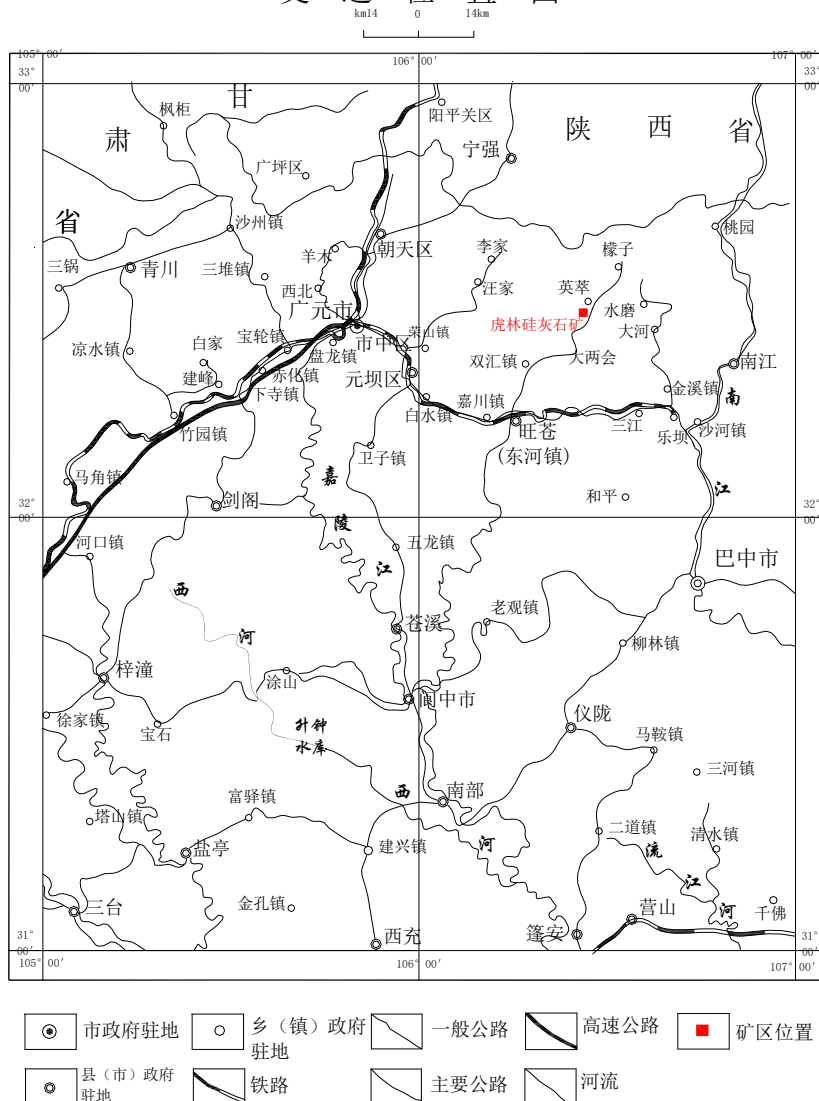 交 通 位 置 图
km14 0 14km
105° 00′
106° 00′
107° 00′
33°
00′
33°
00′
甘
肃
省
陕 西 省
枫柜
阳平关区
宁强
广坪区
沙州镇
羊木
朝天区
李家
檬子
桃园
三锅
青川
三堆镇
西北
汪家
英萃
水磨
广元市
虎林硅灰石矿
大河
市中区
荣山镇
宝轮镇
白家
盘龙镇
凉水镇
双汇镇
大两会
南江
建峰
赤化镇
元坝区
下寺镇
金溪镇
南
白水镇
嘉川镇
竹园镇
旺苍
(东河镇)
三江
乐坝
沙河镇
卫子镇
马角镇
嘉
剑阁
和平
江
陵
32°
00′
32°
00′
河口镇
五龙镇
江
巴中市
西
老观镇
苍溪
河
柳林镇
梓潼
涂山
阆中市
徐家镇
宝石
升钟
水库
仪陇
马鞍镇
三河镇
西
南部
富驿镇
塔山镇
二道镇
清水镇
河
盐亭
建兴镇
流
江
三台
金孔镇
河
千佛
营山
西充
篷安
31°
00′
31°
00′
105° 00′
106° 00′
107° 00′
市政府驻地
乡（镇）政府
驻地
一般公路
高速公路
矿区位置
县（市）政府
驻地
铁路
主要公路
河流